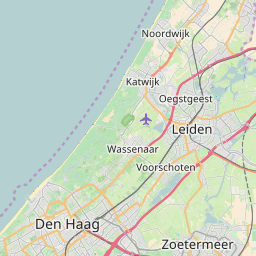 Noordwijk
Katwijk
Oegstgeest
Leiden
Wassenaar
Voorschoten
Den Haag
Zoetermeer